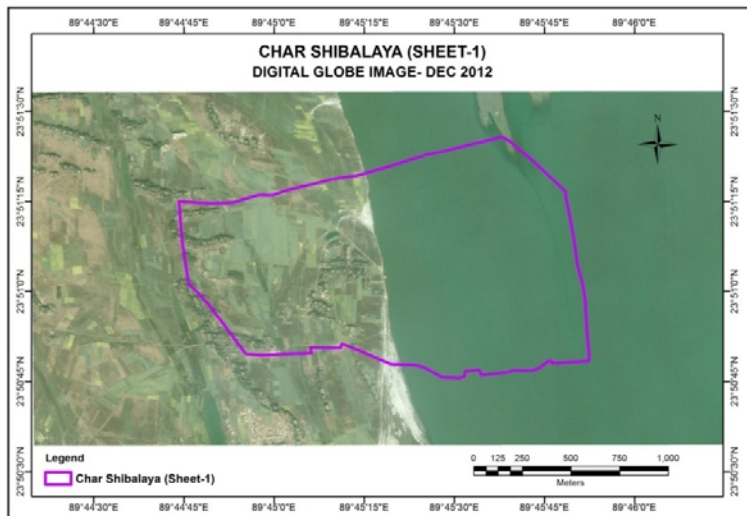 89°44'30"E 89°44'45"E 89°45'0"E 89°45'15"E 89°45'30"E 89°45'45"E 89°46'0"E
CHAR SHIBALAYA (SHEET-1)
DIGITAL GLOBE IMAGE- DEC 2012
23°51'30"N 23°51'30"N
N
23°51'15"N 23°51'15"N
23°51'0"N 23°51'0"N
23°50'45"N 23°50'45"N
23°50'30"N 23°50'30"N
Legend
Char Shibalaya (Sheet-1)
0 125 250 500 750 1,000
Meters
89°44'30"E 89°44'45"E 89°45'0"E 89°45'15"E 89°45'30"E 89°45'45"E 89°46'0"E